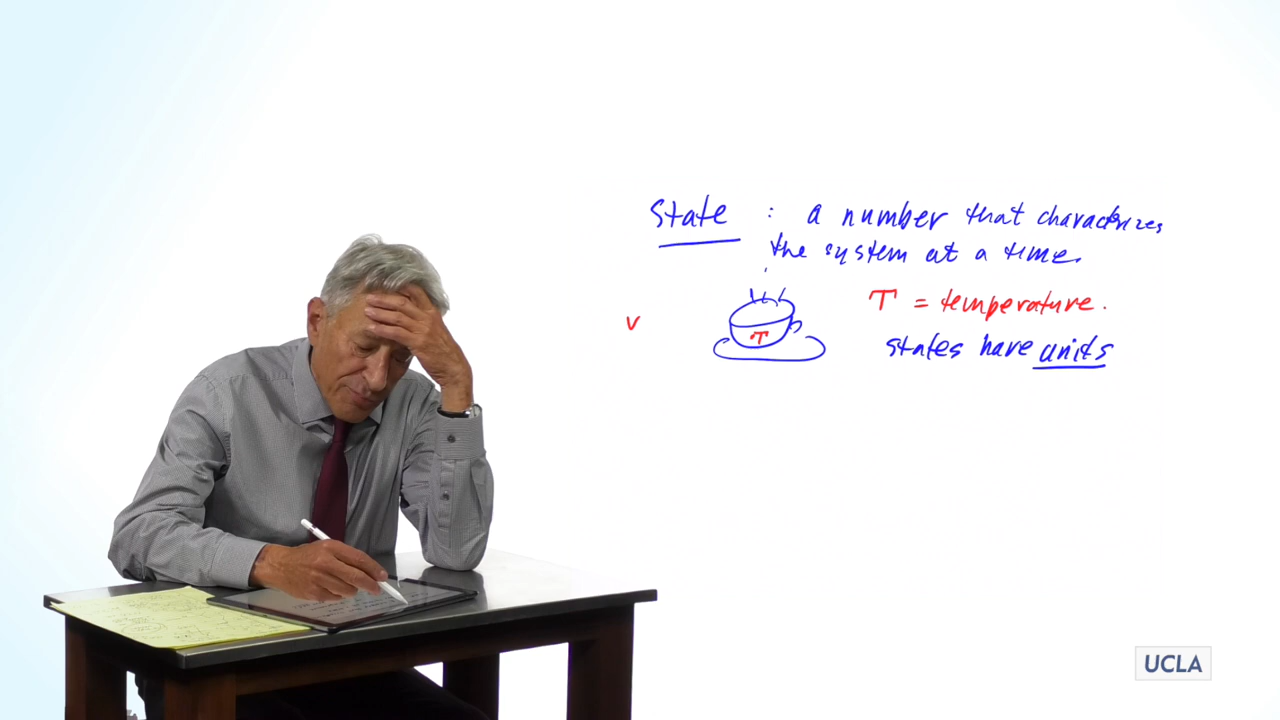 State : a number that characterizes
the system at a time.
T = temperature.
v
T
states have units
UCLA